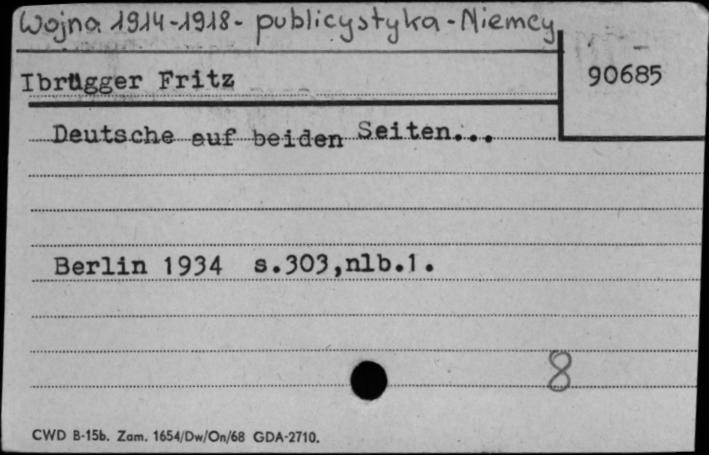 Wojna 1914-1918- publicystyka - Niemcy
90685
Ibrügger Fritz
Deutsche auf beiden Seiten...
Berlin 1934 s.303,nlb.1.
8
CWD B-15b. Zam. 1654/Dw/On/68 GDA-2710.